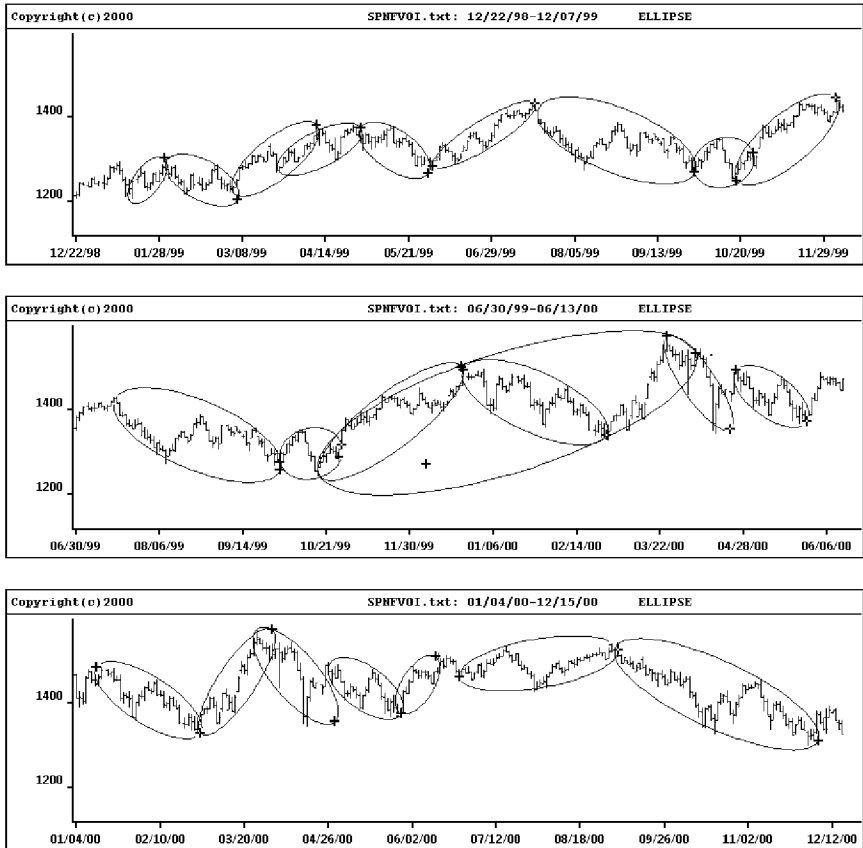 Copyright(c)2000 SPNFV01.txt: 12/22/98-12/07/99 ELLIPSE
1400
1200
12/22/98 01/28/99 03/08/99 04/14/99 05/21/99 06/29/99 08/05/99 09/13/99 10/20/99 11/29/99
Copyright(c)2000 SPNFV01.txt: 06/30/99-06/13/00 ELLIPSE
1400
1200
06/30/99 08/06/99 09/14/99 10/21/99 11/30/99 01/06/00 02/14/00 03/22/00 04/28/00 06/06/00
Copyright(c)2000 SPNFV01.txt: 01/04/00-12/15/00 ELLIPSE
1400
1200
01/04/00 02/10/00 03/20/00 04/26/00 06/02/00 07/12/00 08/18/00 09/26/00 11/02/00 12/12/00